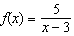 f(x) = 5/(x − 3)